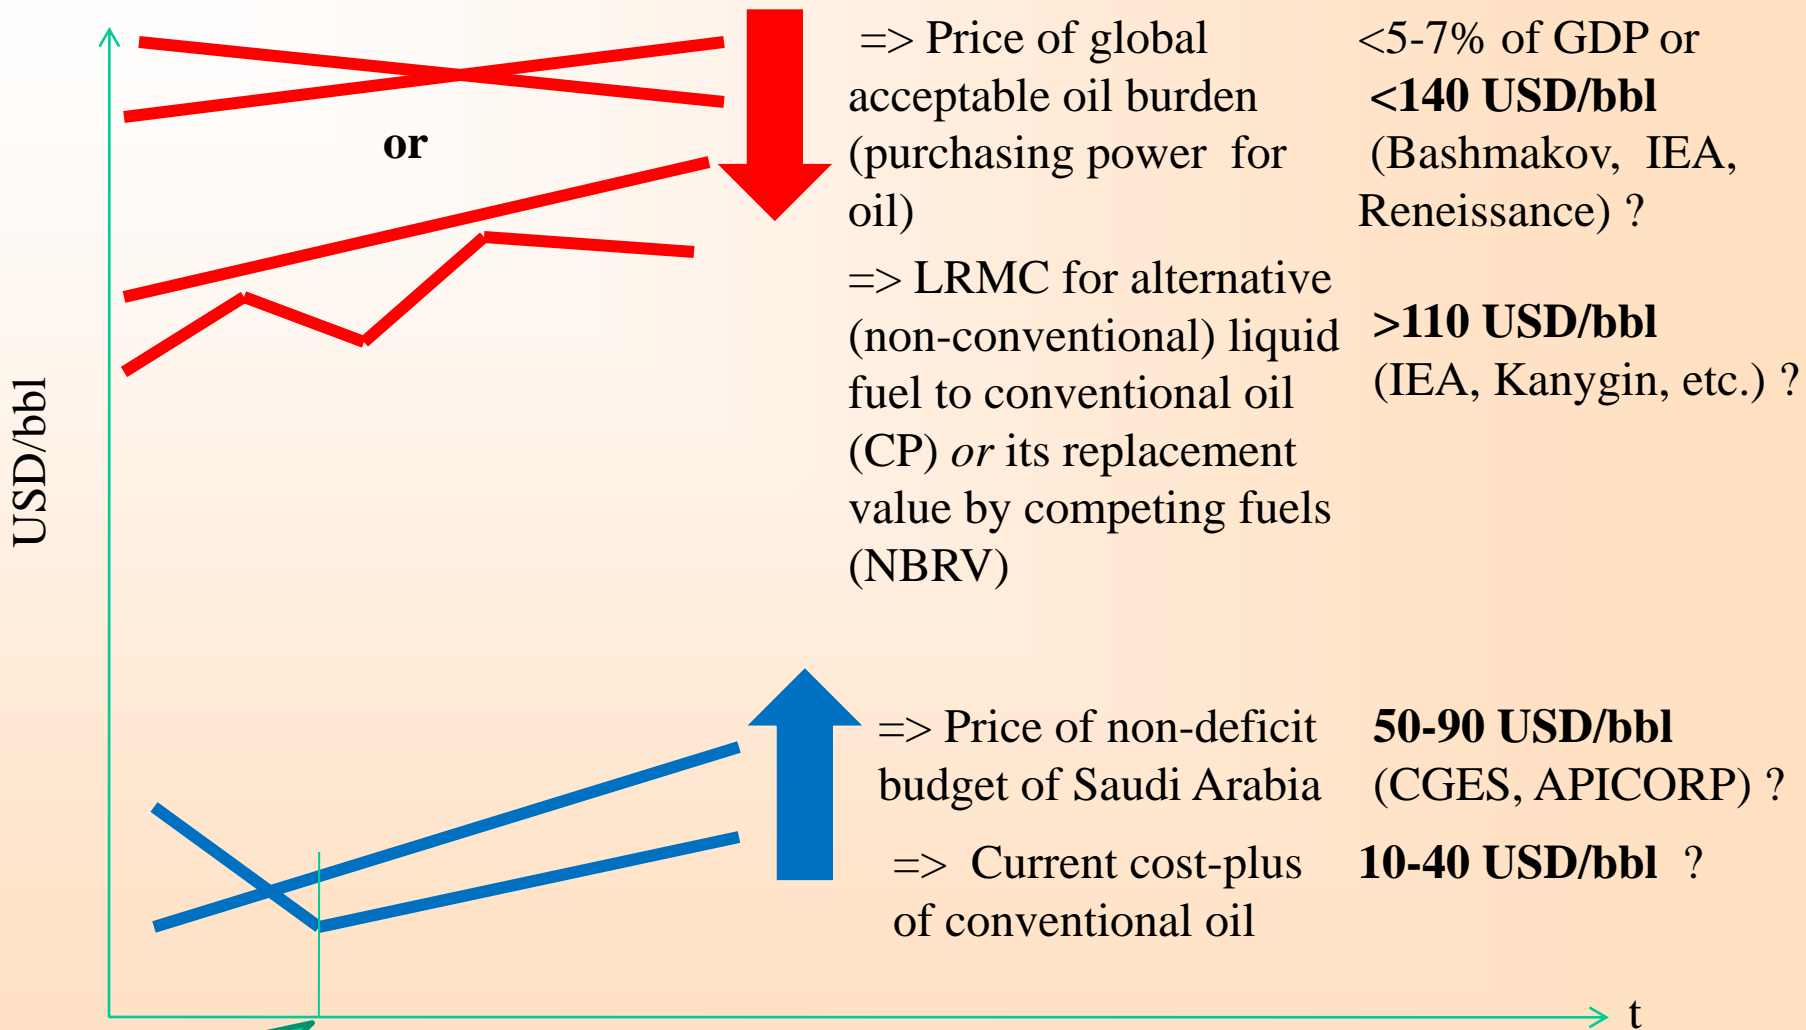 => Price of global
acceptable oil burden
(purchasing power for
oil)
<5-7% of GDP or
<140 USD/bbl
(Bashmakov, IEA,
Reneissance) ?
or
=> LRMC for alternative
(non-conventional) liquid
fuel to conventional oil
(CP) or its replacement
value by competing fuels
(NBRV)
>110 USD/bbl
(IEA, Kanygin, etc.) ?
USD/bbl
=> Price of non-deficit
budget of Saudi Arabia
50-90 USD/bbl
(CGES, APICORP) ?
=> Current cost-plus
of conventional oil
10-40 USD/bbl ?
t